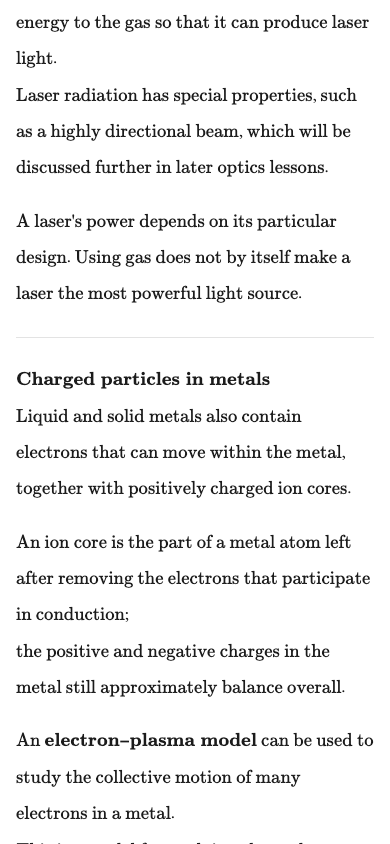 energy to the gas so that it can produce laser
light.
Laser radiation has special properties, such
as a highly directional beam, which will be
discussed further in later optics lessons.
A laser's power depends on its particular
design. Using gas does not by itself make a
laser the most powerful light source.
Charged particles in metals
Liquid and solid metals also contain
electrons that can move within the metal,
together with positively charged ion cores.
An ion core is the part of a metal atom left
after removing the electrons that participate
in conduction;
the positive and negative charges in the
metal still approximately balance overall.
An electron–plasma model can be used to
study the collective motion of many
electrons in a metal.